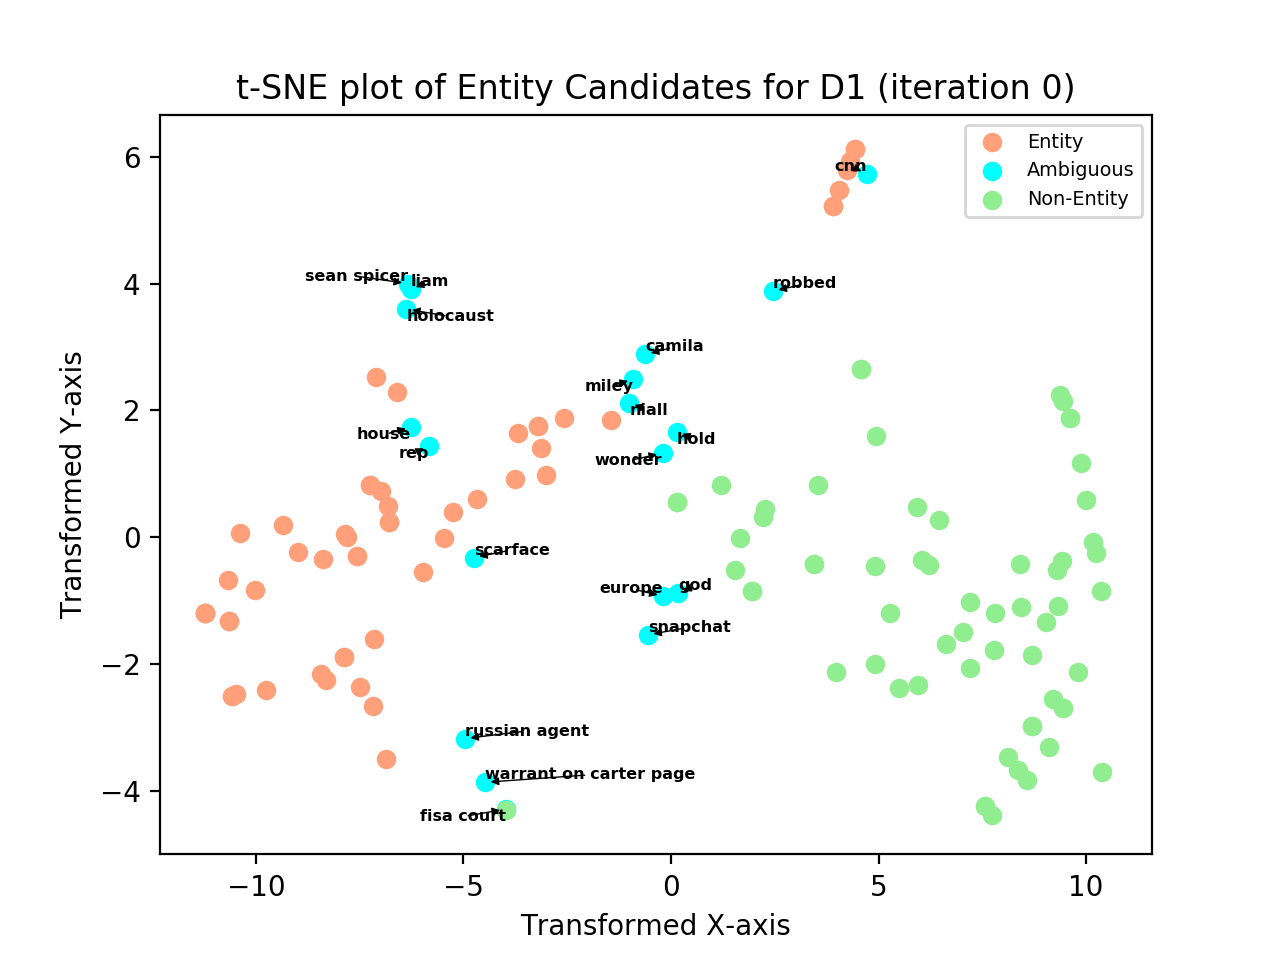 t-SNE plot of Entity Candidates for D1 (iteration 0)
Entity
Ambiguous
Non-Entity
cnn
sean spicer
liam
holocaust
robbed
camila
miley
niall
house
rep
hold
wonder
scarface
europe
god
snapchat
russian agent
warrant on carter page
fisa court
6
4
2
0
−2
−4
Transformed Y-axis
−10
−5
0
5
10
Transformed X-axis